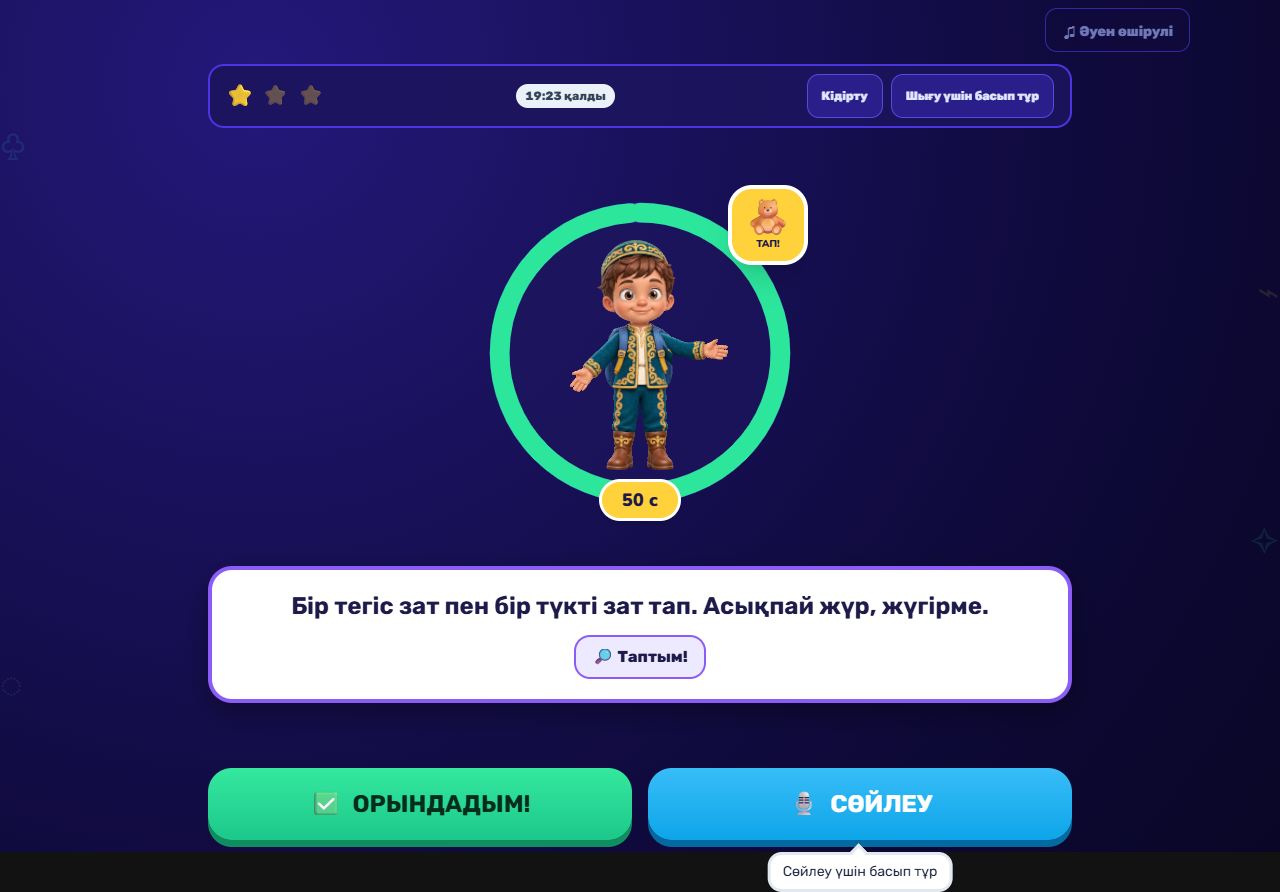 Әуен өшірулі
19:23 қалды
Кідірту
Шығу үшін басып тұр
ТАП!
50 с
Бір тегіс зат пен бір түкті зат тап. Асықпай жүр, жүгірме.
Таптым!
ОРЫНДАДЫМ!
СӨЙЛЕУ
Сөйлеу үшін басып тұр